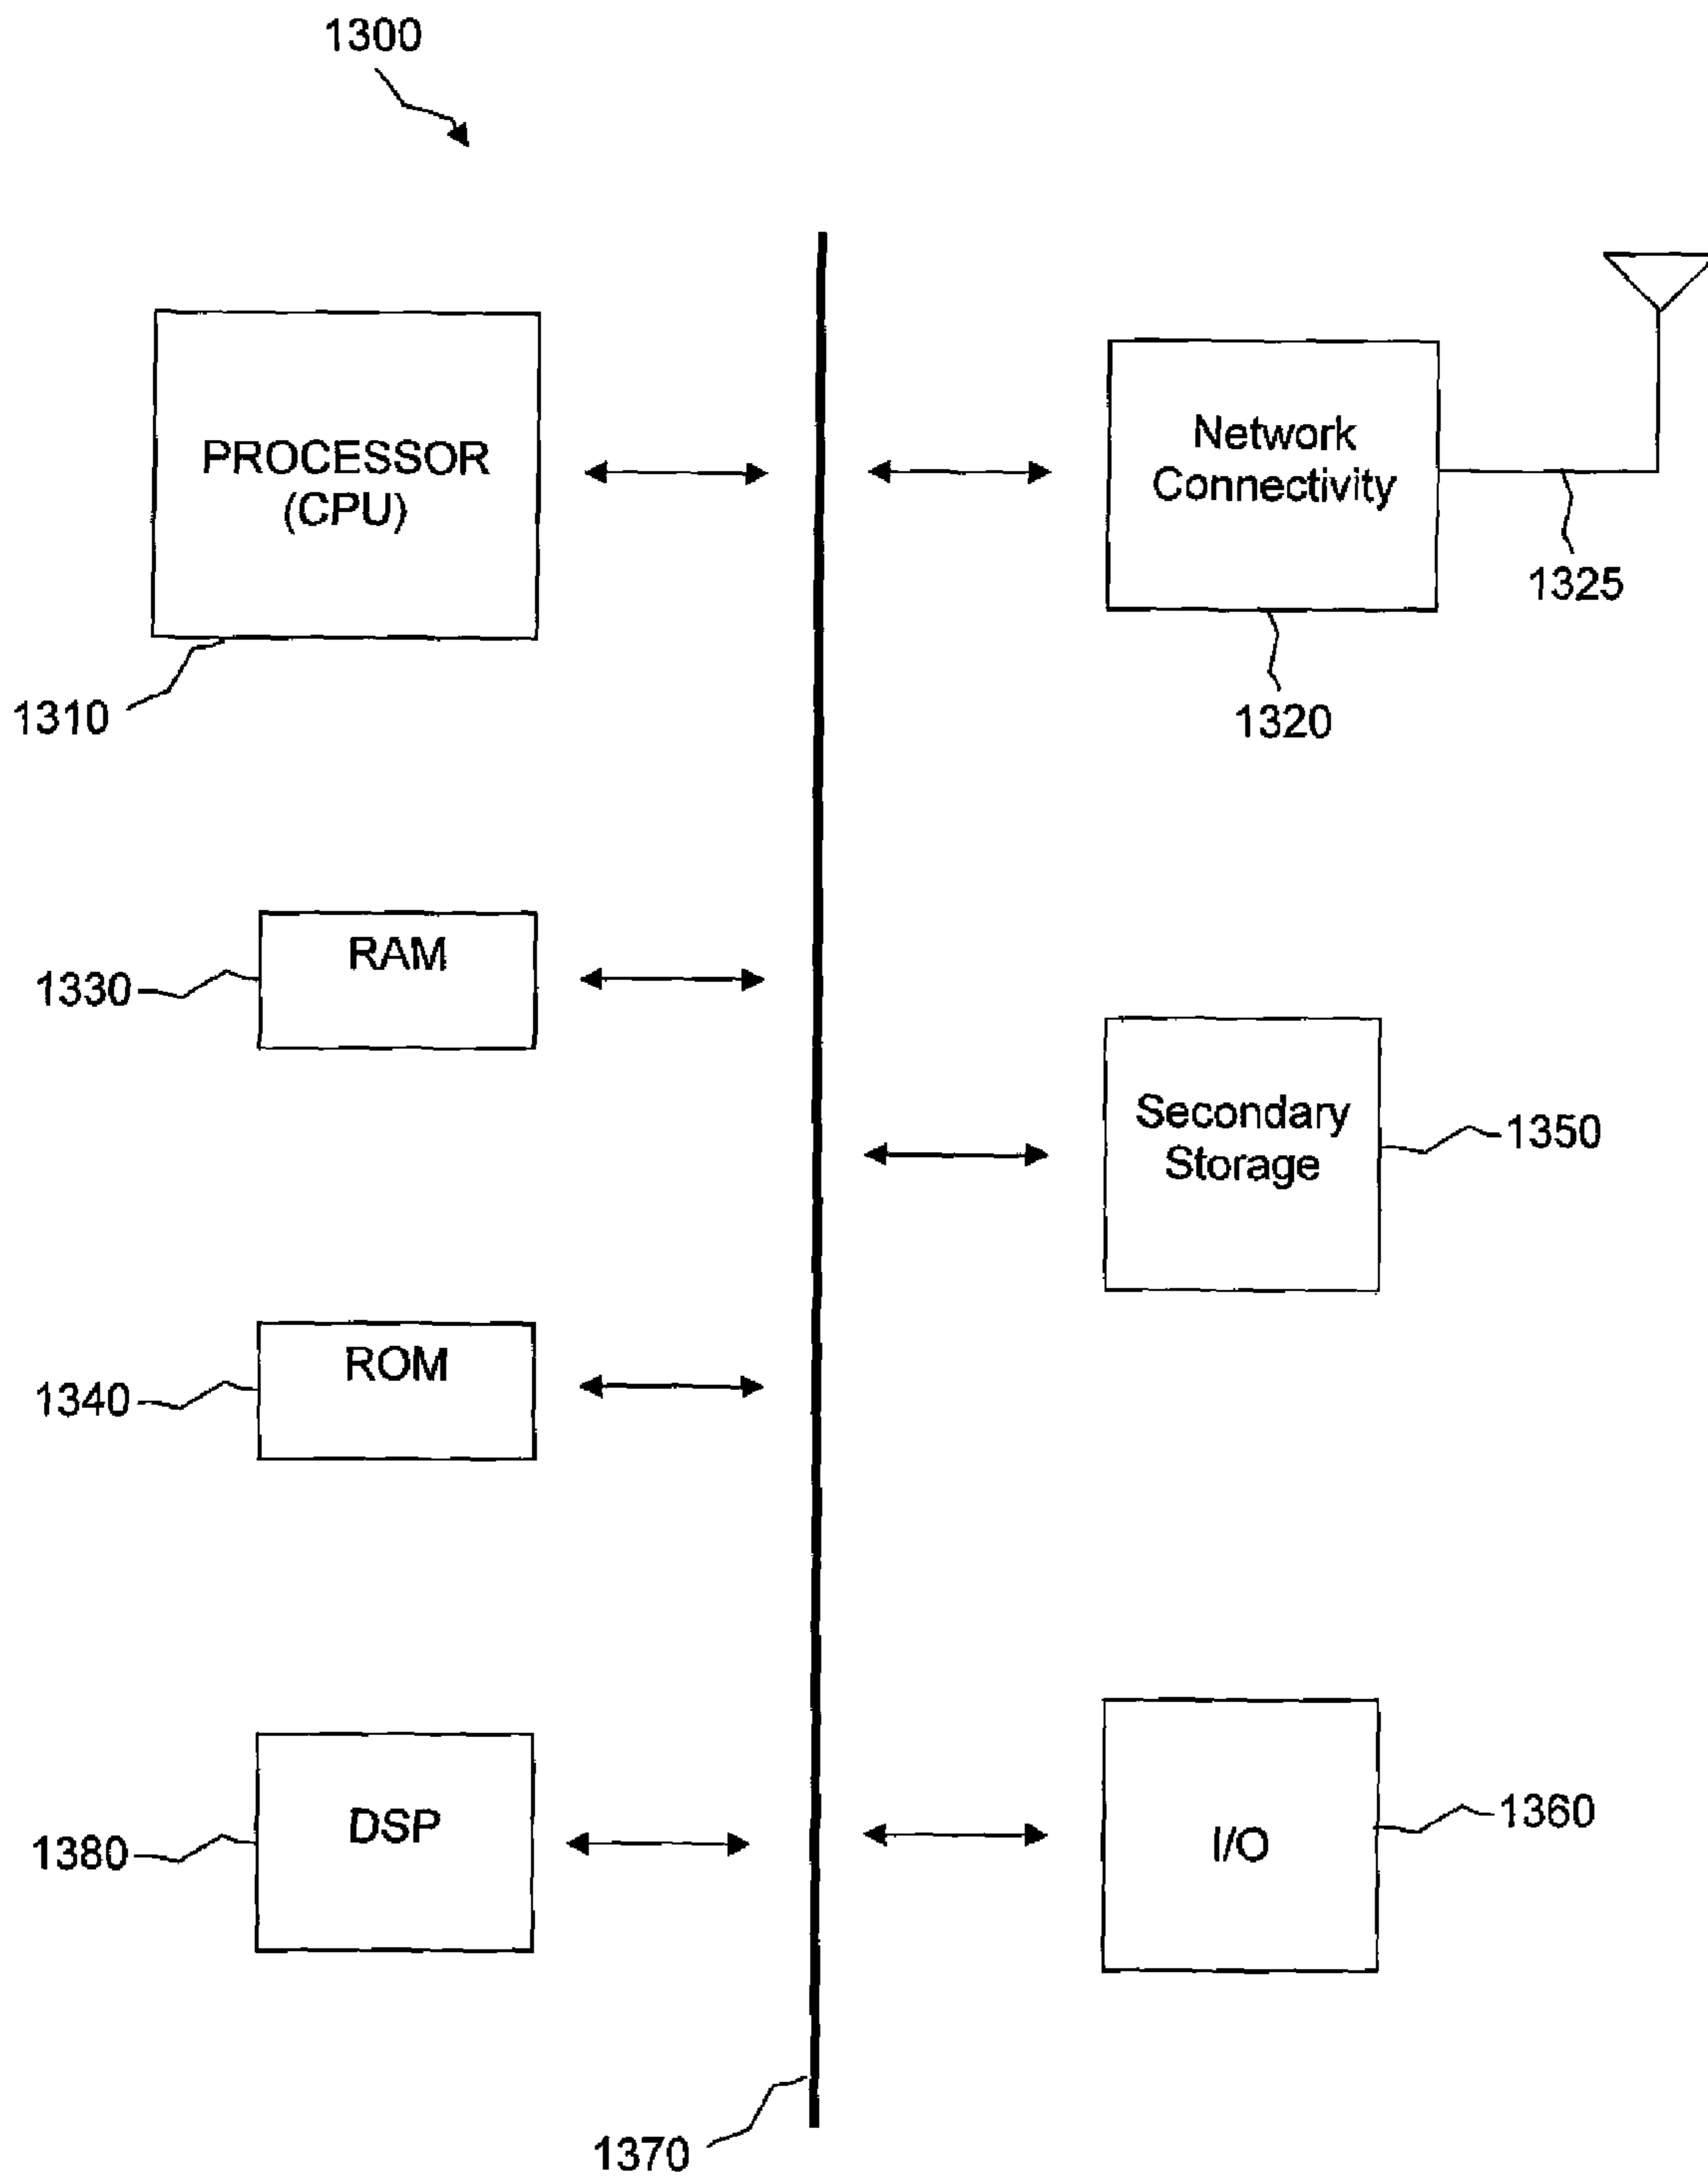 1300
PROCESSOR
(CPU)
1310
Network
Connectivity
1325
1320
RAM
1330
Secondary
Storage
1350
ROM
1340
DSP
1380
I/O
1360
1370